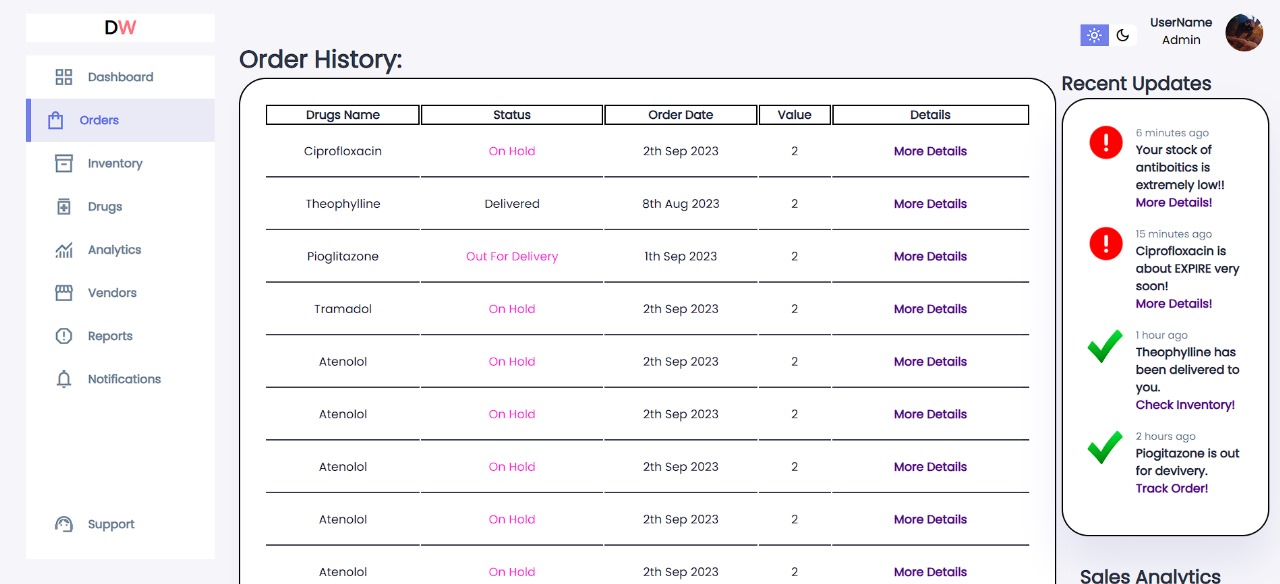 DW
Dashboard
Orders
Inventory
Drugs
Analytics
Vendors
Reports
Notifications
Support
Order History:
Drugs Name Status Order Date Value Details
Ciprofloxacin On Hold 2th Sep 2023 2 More Details
Theophylline Delivered 8th Aug 2023 2 More Details
Pioglitazone Out For Delivery 1th Sep 2023 2 More Details
Tramadol On Hold 2th Sep 2023 2 More Details
Atenolol On Hold 2th Sep 2023 2 More Details
Atenolol On Hold 2th Sep 2023 2 More Details
Atenolol On Hold 2th Sep 2023 2 More Details
Atenolol On Hold 2th Sep 2023 2 More Details
Atenolol On Hold 2th Sep 2023 2 More Details
UserName
Admin
Recent Updates
6 minutes ago
Your stock of
antiboitics is
extremely low!!
More Details!
15 minutes ago
Ciprofloxacin is
about EXPIRE very
soon!
More Details!
1 hour ago
Theophylline has
been delivered to
you.
Check Inventory!
2 hours ago
Piogitazone is out
for devivery.
Track Order!
Sales Analytics